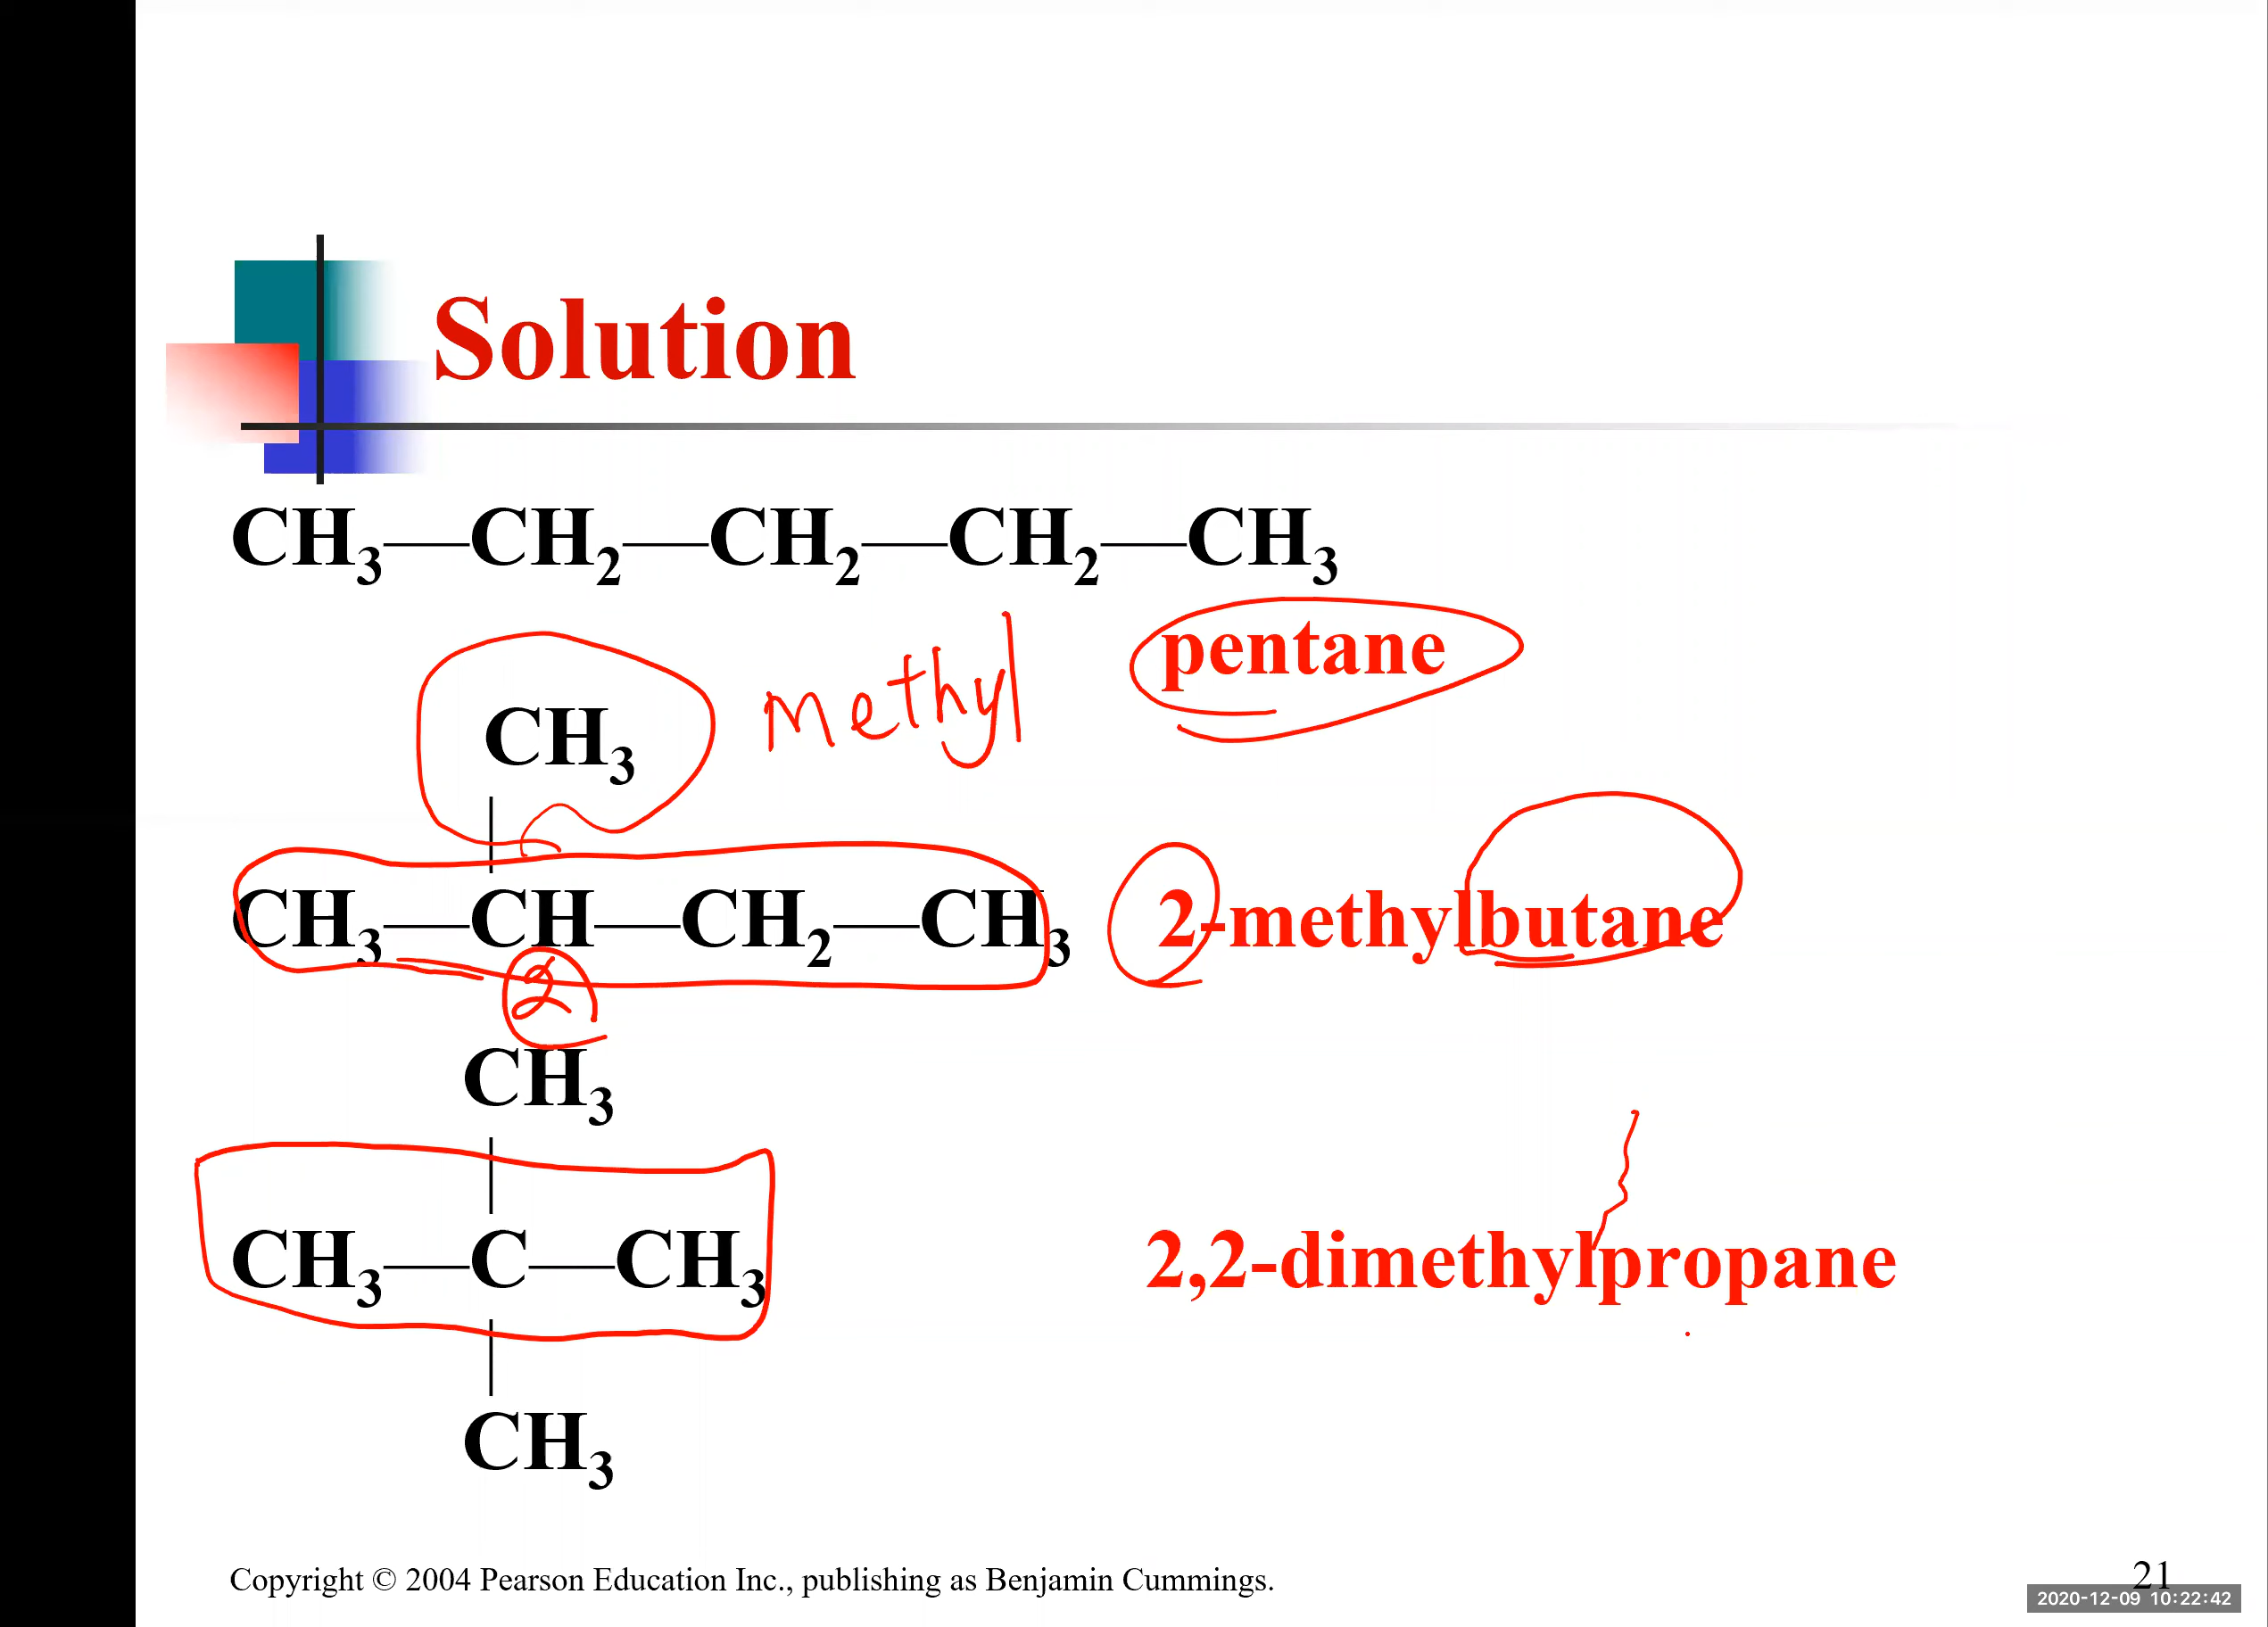 Solution
CH₃—CH₂—CH₂—CH₂—CH₃
pentane
CH₃ Methyl
CH₃—CH—CH₂—CH₃ 2-methylbutane
2
CH₃
CH₃—C—CH₃ 2,2-dimethylpropane
CH₃
Copyright © 2004 Pearson Education Inc., publishing as Benjamin Cummings. 21
2020-12-09 10:22:42